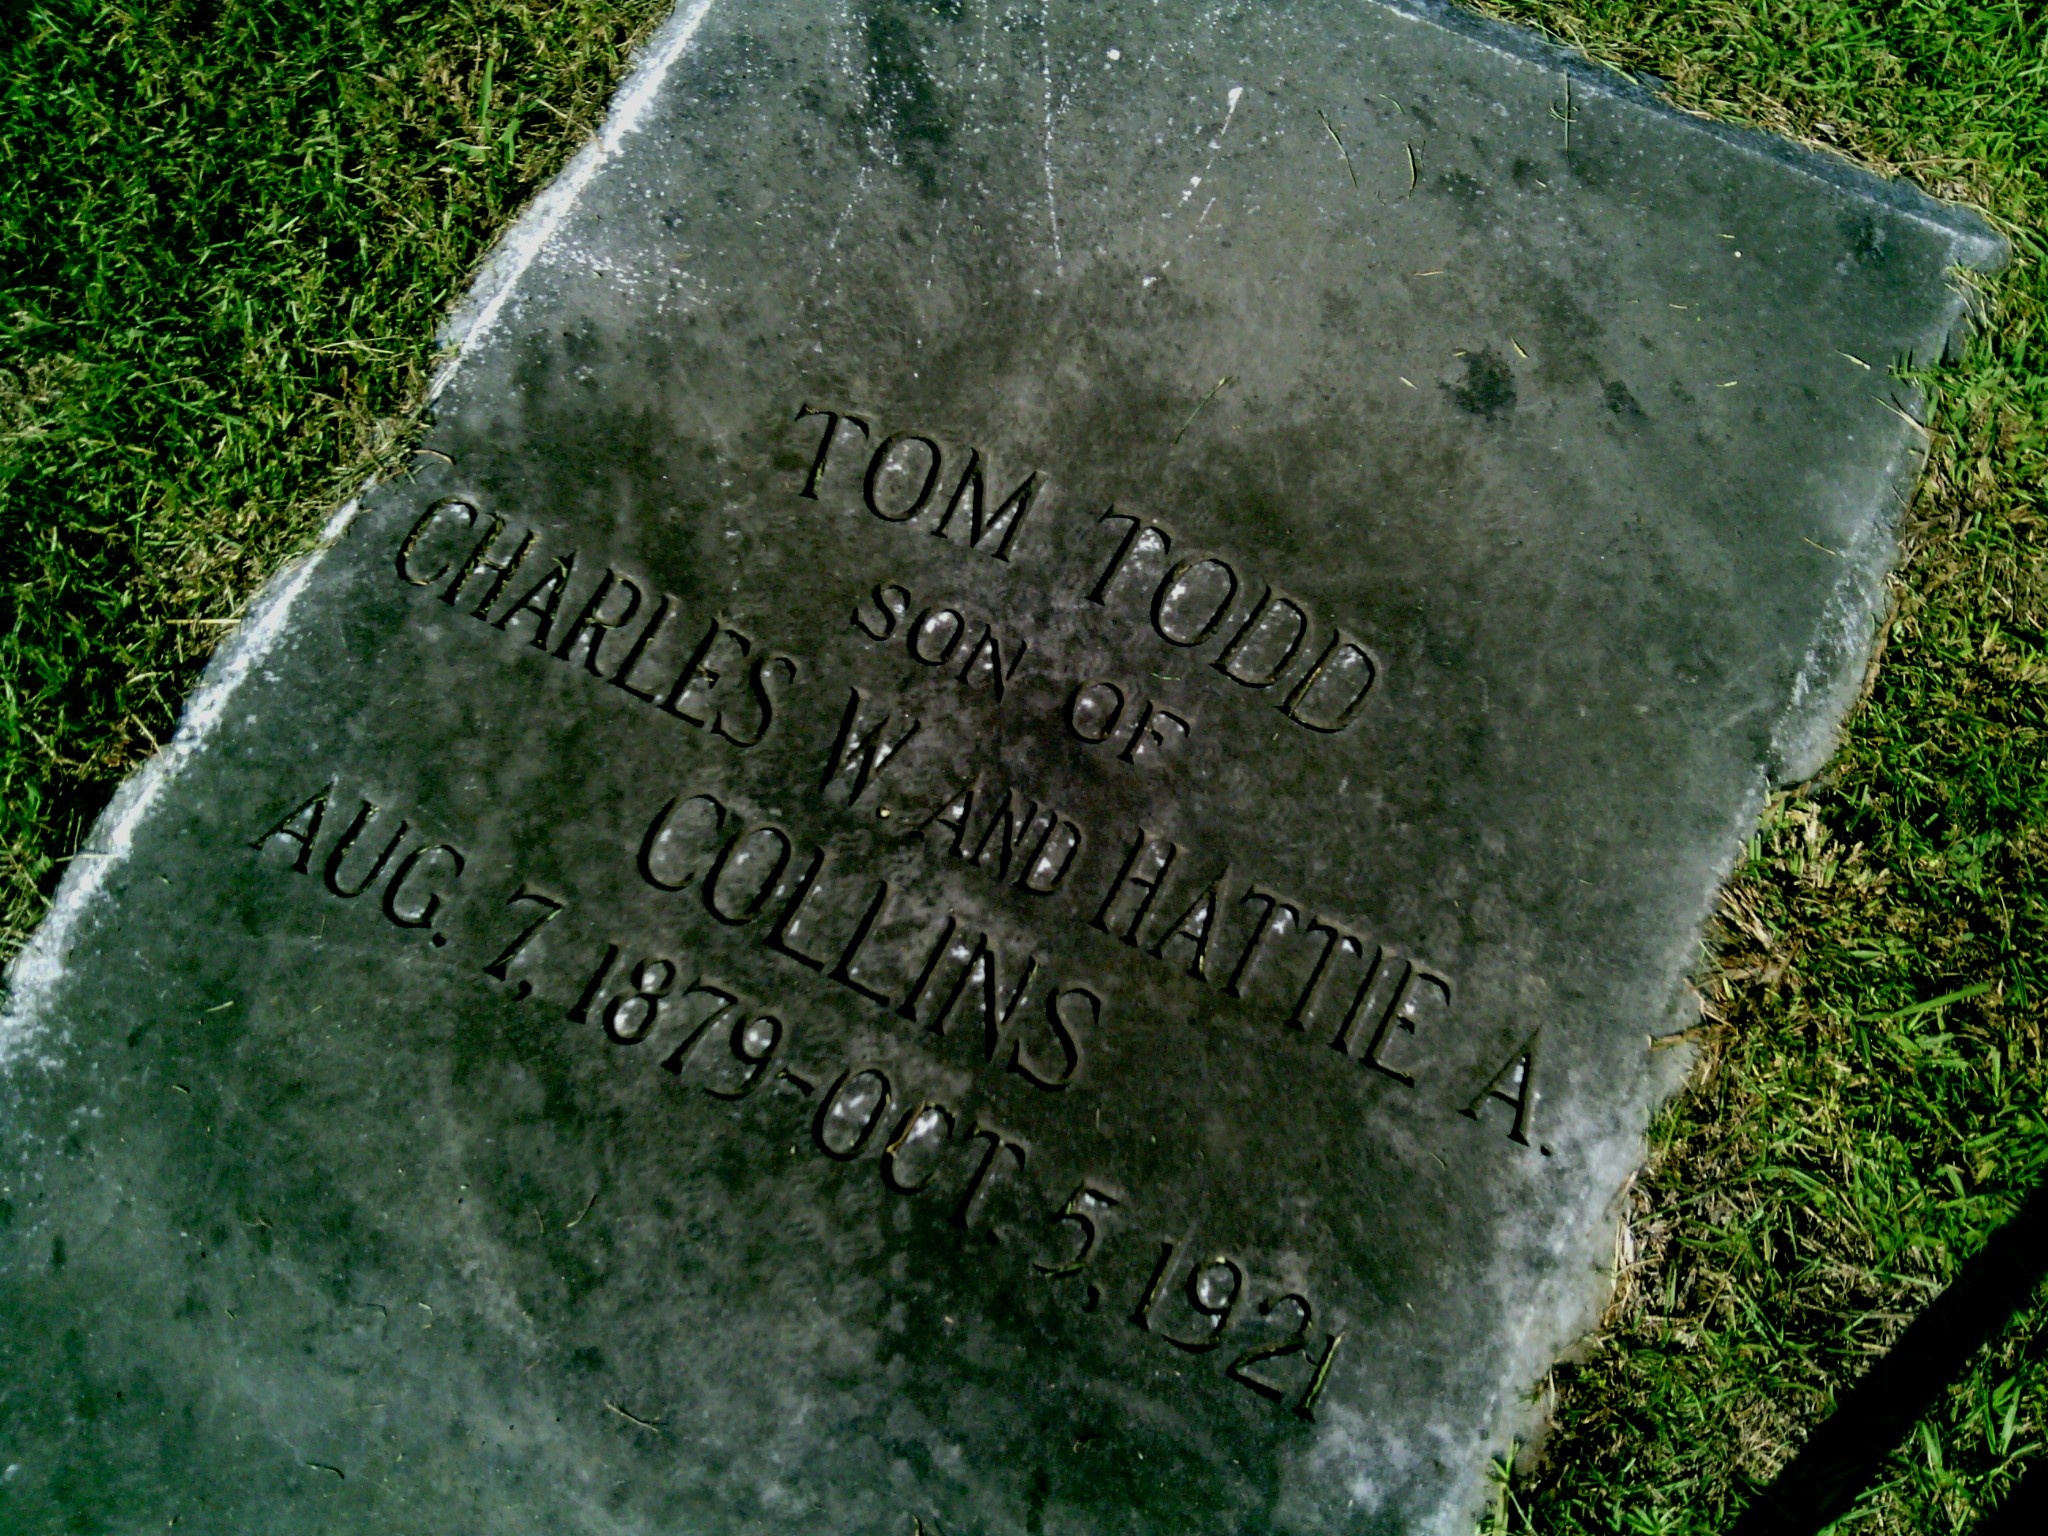 TOM TODD
SON OF
CHARLES W. AND HATTIE A.
COLLINS
AUG. 7, 1879-OCT. 5, 1921